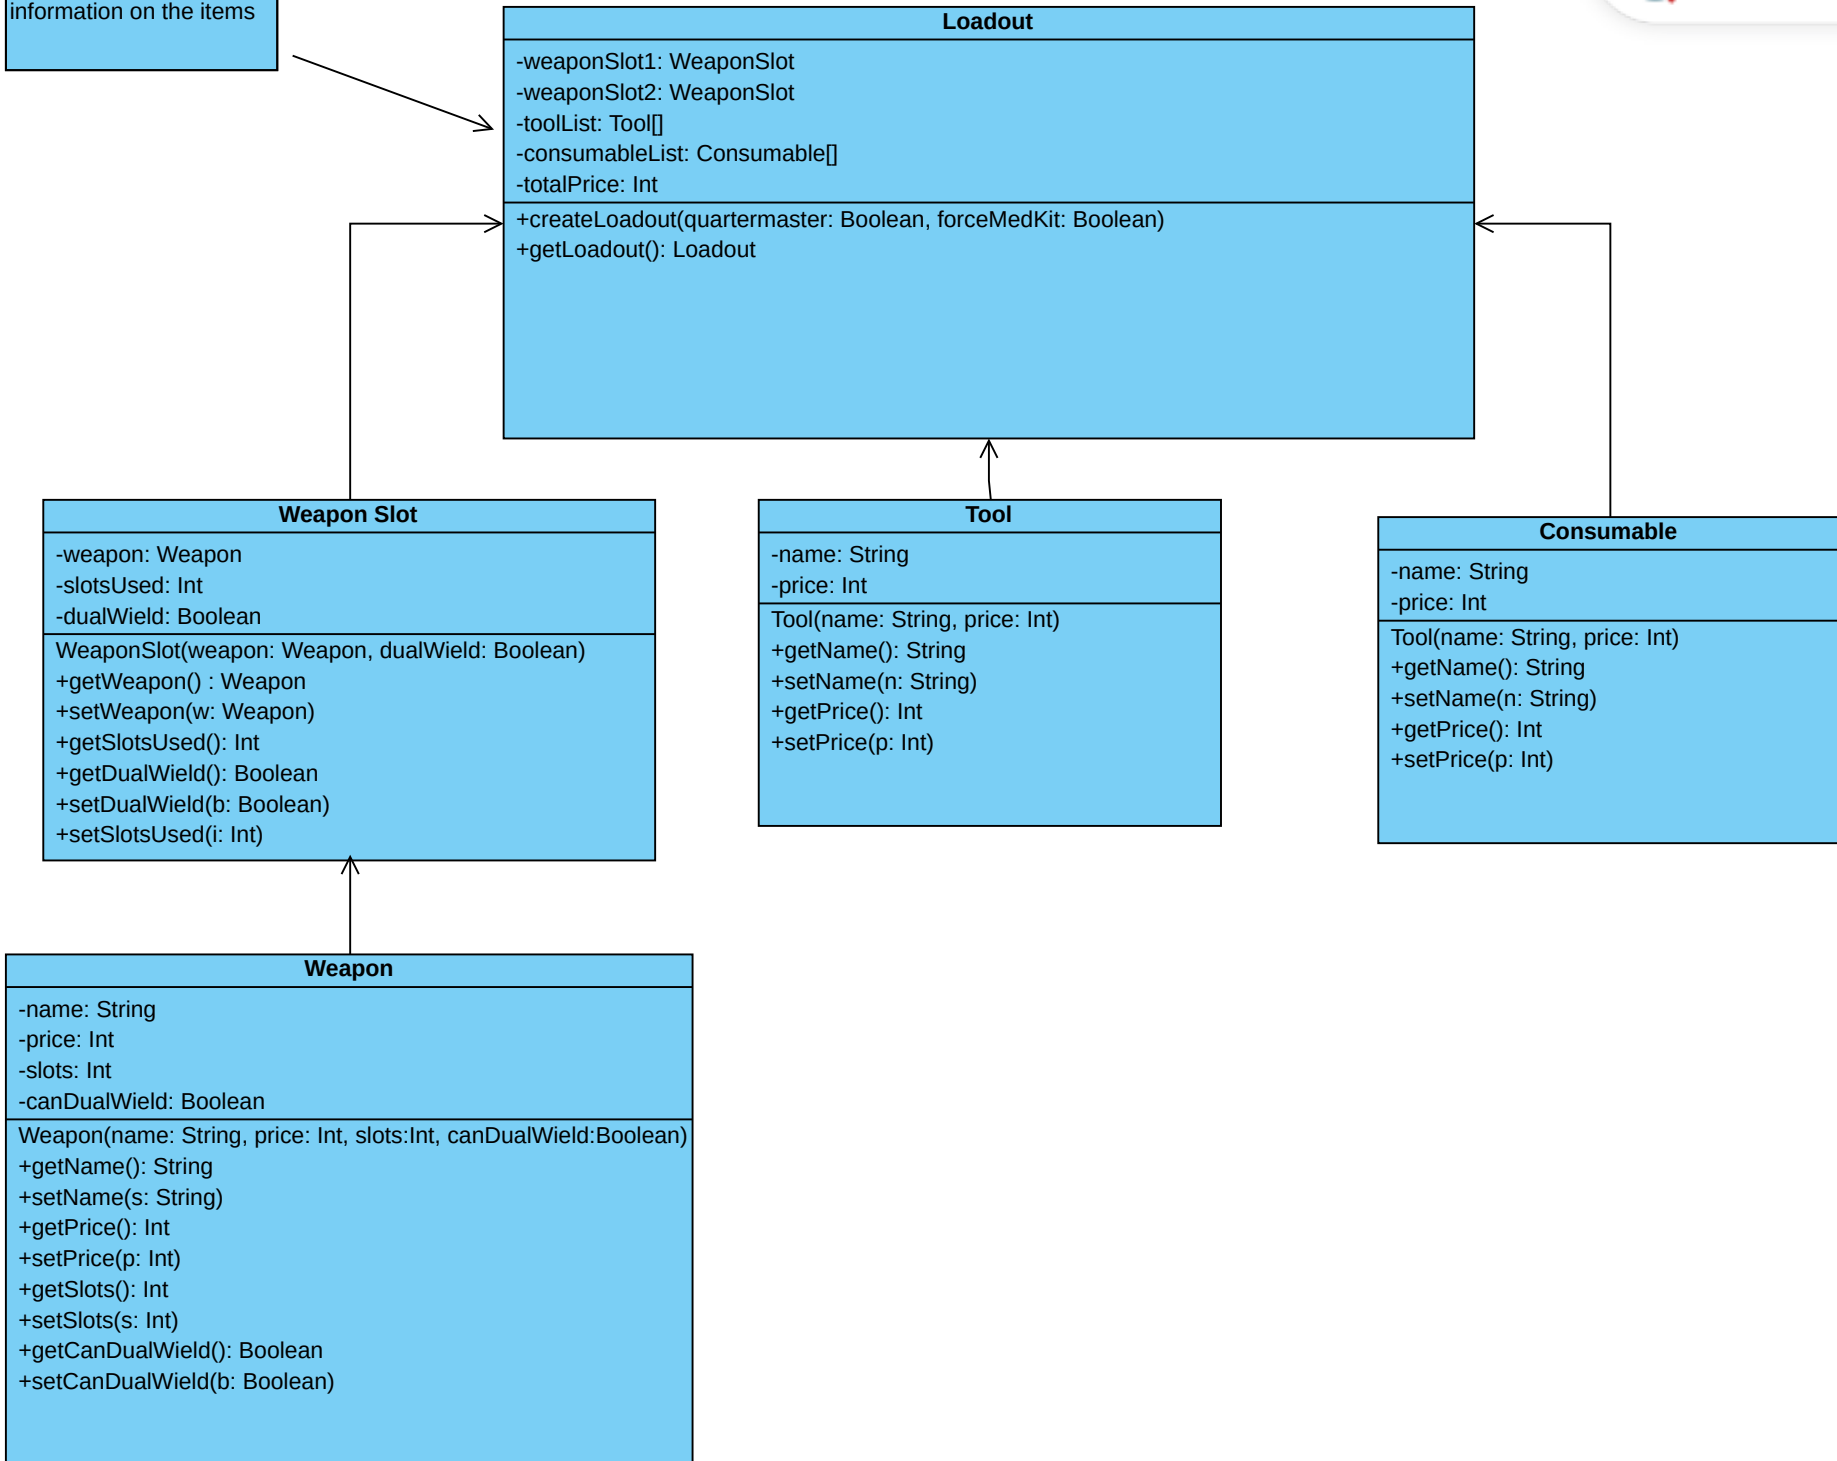 information on the items
Loadout
-weaponSlot1: WeaponSlot
-weaponSlot2: WeaponSlot
-toolList: Tool[]
-consumableList: Consumable[]
-totalPrice: Int
+createLoadout(quartermaster: Boolean, forceMedKit: Boolean)
+getLoadout(): Loadout
Weapon Slot
-weapon: Weapon
-slotsUsed: Int
-dualWield: Boolean
WeaponSlot(weapon: Weapon, dualWield: Boolean)
+getWeapon() : Weapon
+setWeapon(w: Weapon)
+getSlotsUsed(): Int
+getDualWield(): Boolean
+setDualWield(b: Boolean)
+setSlotsUsed(i: Int)
Tool
-name: String
-price: Int
Tool(name: String, price: Int)
+getName(): String
+setName(n: String)
+getPrice(): Int
+setPrice(p: Int)
Consumable
-name: String
-price: Int
Tool(name: String, price: Int)
+getName(): String
+setName(n: String)
+getPrice(): Int
+setPrice(p: Int)
Weapon
-name: String
-price: Int
-slots: Int
-canDualWield: Boolean
Weapon(name: String, price: Int, slots:Int, canDualWield:Boolean)
+getName(): String
+setName(s: String)
+getPrice(): Int
+setPrice(p: Int)
+getSlots(): Int
+setSlots(s: Int)
+getCanDualWield(): Boolean
+setCanDualWield(b: Boolean)